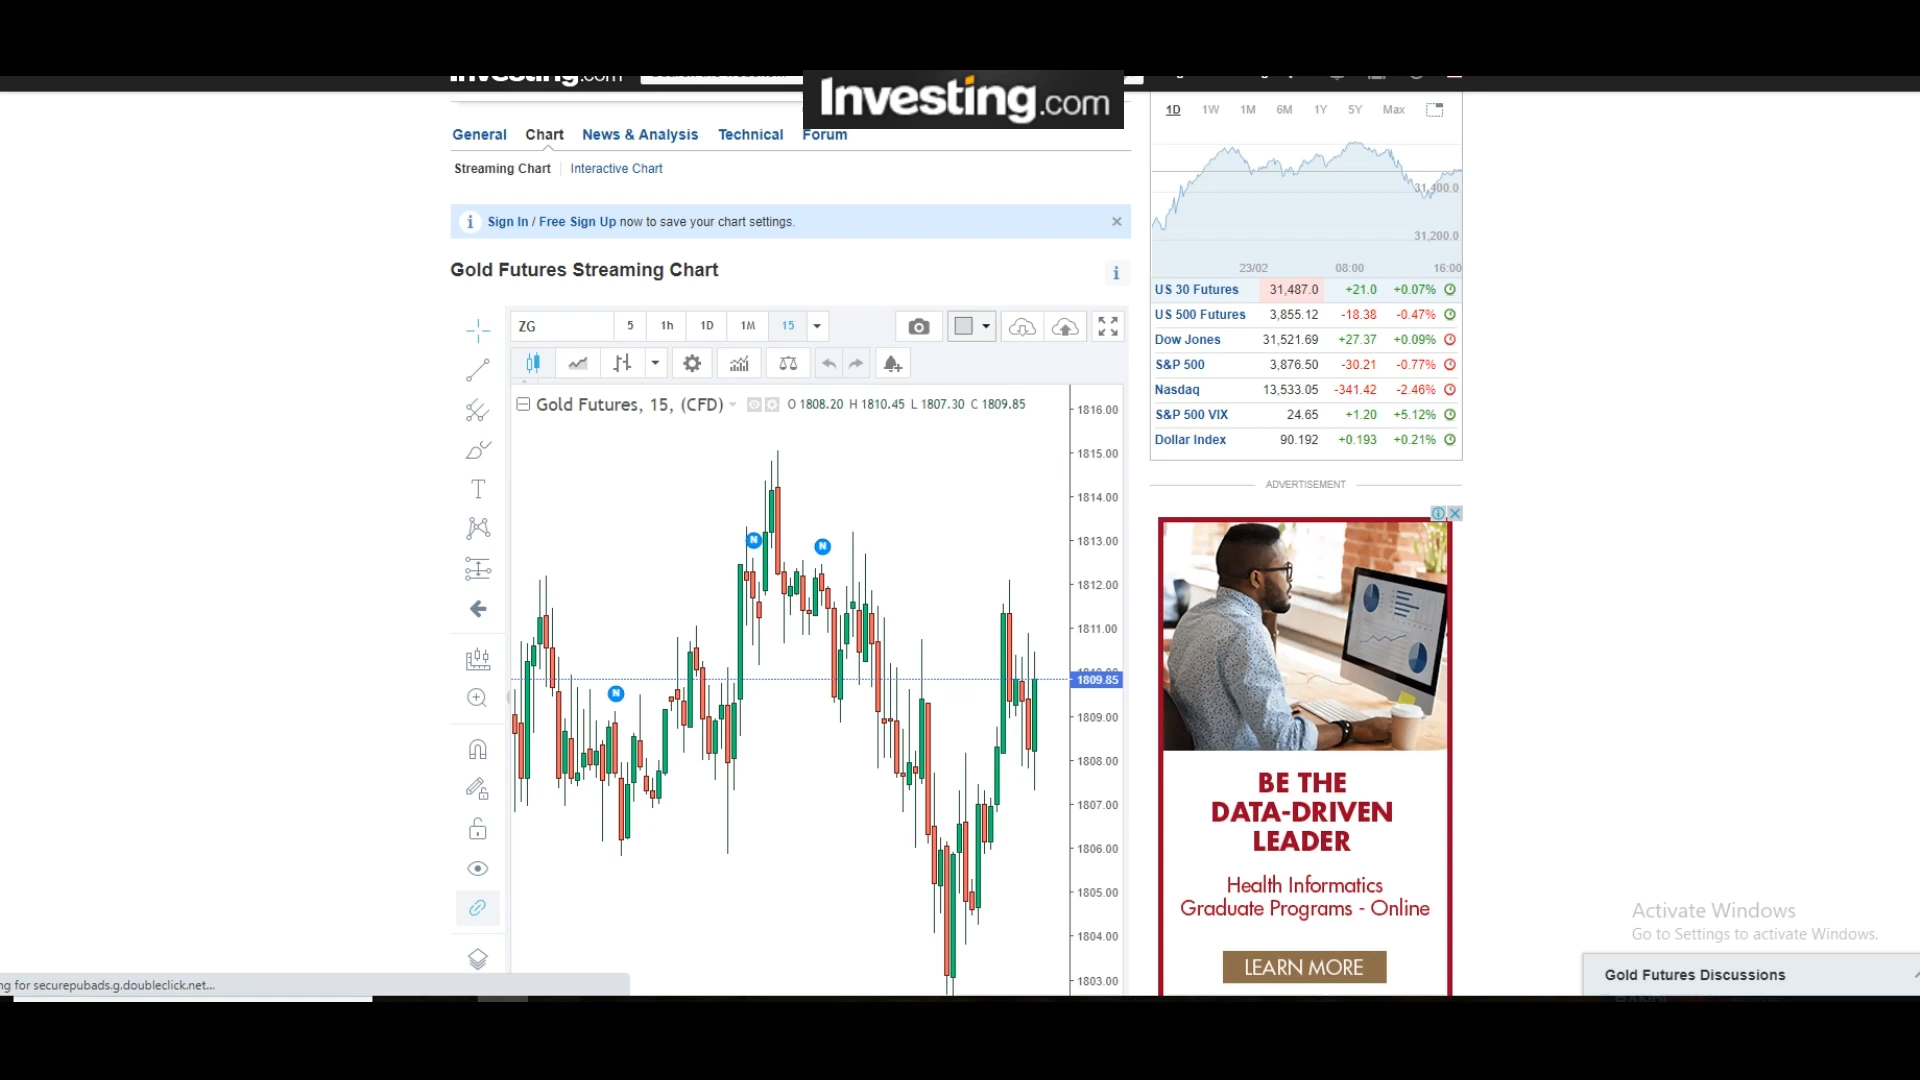 Investing.com
General Chart News & Analysis Technical Forum
Streaming Chart Interactive Chart
Sign In / Free Sign Up now to save your chart settings.
Gold Futures Streaming Chart
ZG 5 1h 1D 1M 15
Gold Futures, 15, (CFD) O 1808.20 H 1810.45 L 1807.30 C 1809.85
N
N
N
1816.00
1815.00
1814.00
1813.00
1812.00
1811.00
1809.85
1809.00
1808.00
1807.00
1806.00
1805.00
1804.00
1803.00
1D 1W 1M 6M 1Y 5Y Max
31,400.0
31,200.0
23/02 08:00 16:00
US 30 Futures 31,487.0 +21.0 +0.07%
US 500 Futures 3,855.12 -18.38 -0.47%
Dow Jones 31,521.69 +27.37 +0.09%
S&P 500 3,876.50 -30.21 -0.77%
Nasdaq 13,533.05 -341.42 -2.46%
S&P 500 VIX 24.65 +1.20 +5.12%
Dollar Index 90.192 +0.193 +0.21%
ADVERTISEMENT
BE THE
DATA-DRIVEN
LEADER
Health Informatics
Graduate Programs - Online
LEARN MORE
Activate Windows
Go to Settings to activate Windows.
Gold Futures Discussions
ng for securepubads.g.doubleclick.net...